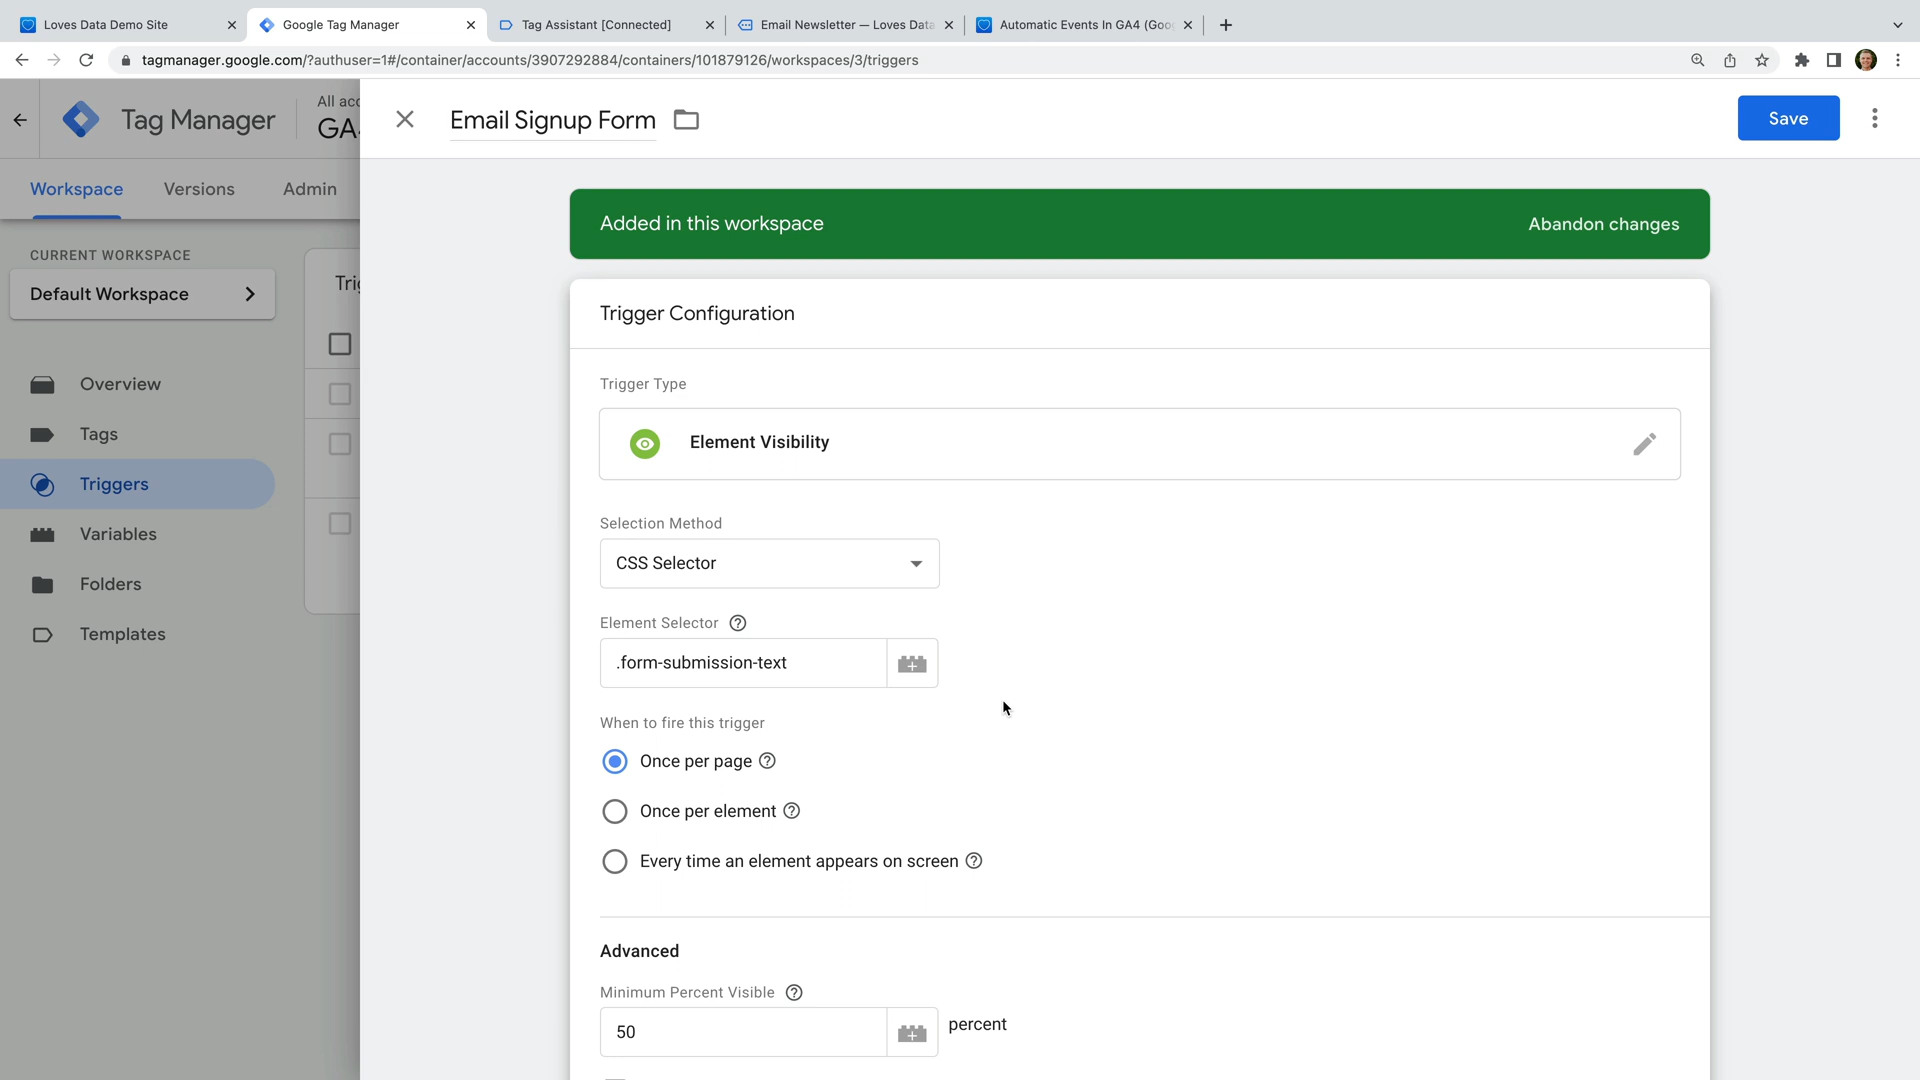 Loves Data Demo Site
Google Tag Manager
Tag Assistant [Connected]
Email Newsletter — Loves Data
Automatic Events In GA4 (Goo
tagmanager.google.com/?authuser=1#/container/accounts/3907292884/containers/101879126/workspaces/3/triggers
Tag Manager
All acc
GA4
Email Signup Form
Save
Workspace
Versions
Admin
Added in this workspace
Abandon changes
CURRENT WORKSPACE
Default Workspace
Trig
Overview
Tags
Triggers
Variables
Folders
Templates
Trigger Configuration
Trigger Type
Element Visibility
Selection Method
CSS Selector
Element Selector
.form-submission-text
When to fire this trigger
Once per page
Once per element
Every time an element appears on screen
Advanced
Minimum Percent Visible
50
percent